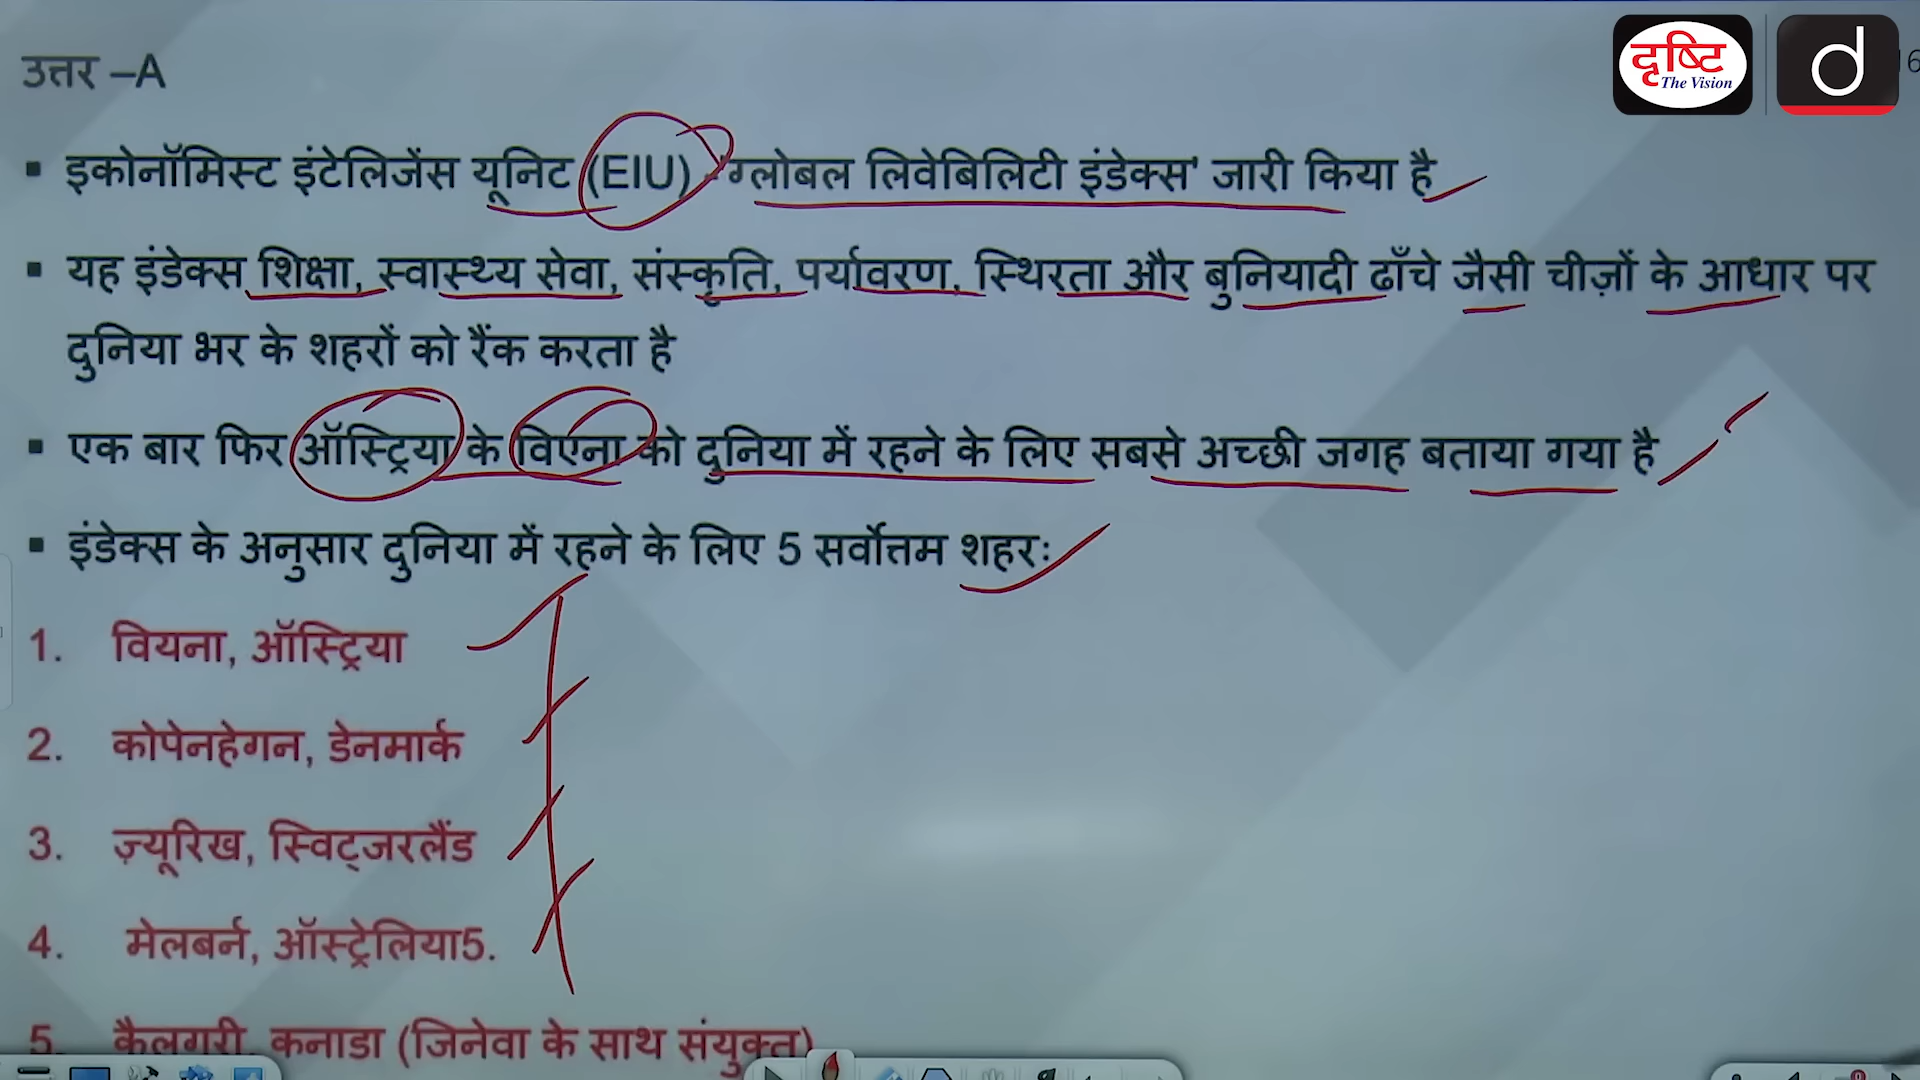 दृष्टि
The Vision
d
16
उत्तर –A
▪ इकोनॉमिस्ट इंटेलिजेंस यूनिट (EIU) -'ग्लोबल लिवेबिलिटी इंडेक्स' जारी किया है
▪ यह इंडेक्स शिक्षा, स्वास्थ्य सेवा, संस्कृति, पर्यावरण, स्थिरता और बुनियादी ढाँचे जैसी चीज़ों के आधार पर
दुनिया भर के शहरों को रैंक करता है
▪ एक बार फिर ऑस्ट्रिया के विएना को दुनिया में रहने के लिए सबसे अच्छी जगह बताया गया है
▪ इंडेक्स के अनुसार दुनिया में रहने के लिए 5 सर्वोत्तम शहरः
1. वियना, ऑस्ट्रिया
2. कोपेनहेगन, डेनमार्क
3. ज़्यूरिख, स्विट्जरलैंड
4. मेलबर्न, ऑस्ट्रेलिया5.
5. कैलगरी, कनाडा (जिनेवा के साथ संयुक्त)